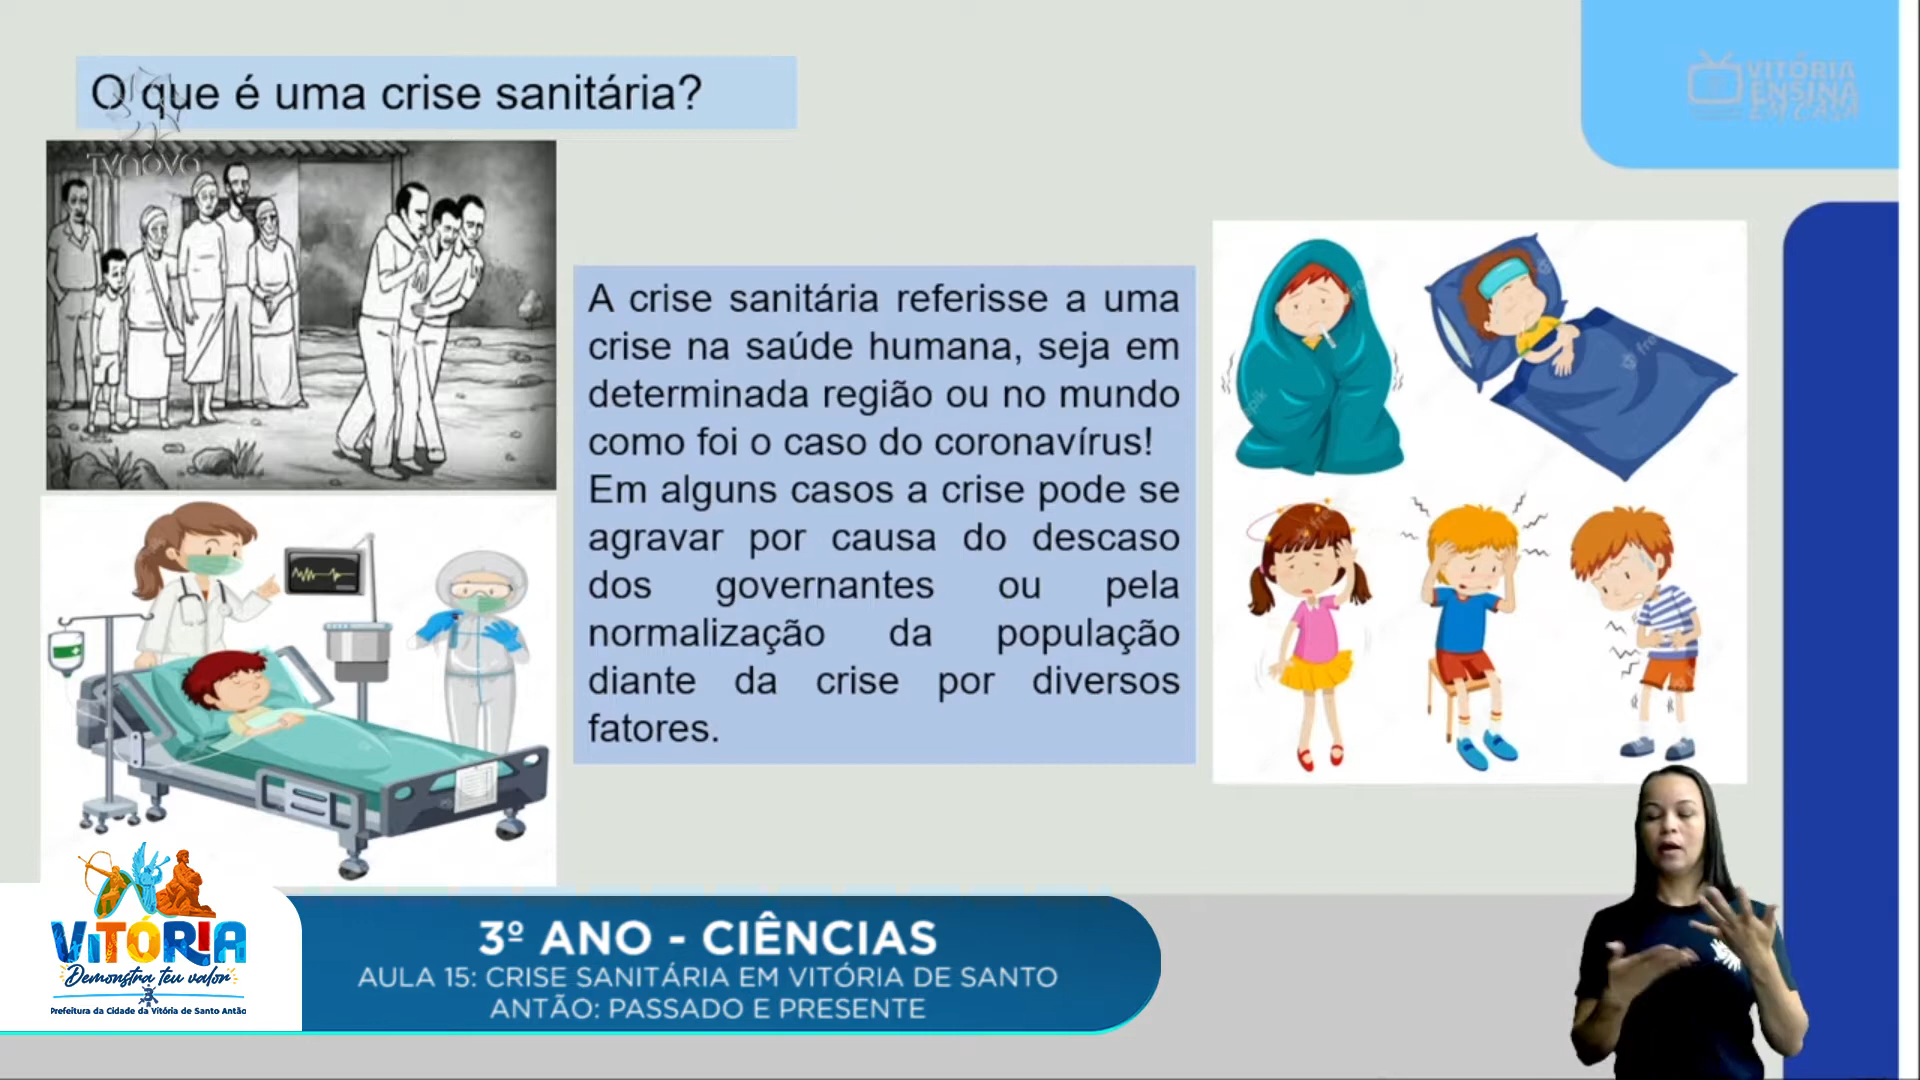 O que é uma crise sanitária?
TVNOVA
VITÓRIA
ENSINA
EM CASA
A crise sanitária referisse a uma
crise na saúde humana, seja em
determinada região ou no mundo
como foi o caso do coronavírus!
Em alguns casos a crise pode se
agravar por causa do descaso
dos governantes ou pela
normalização da população
diante da crise por diversos
fatores.
VITÓRIA
Demonstra teu valor
Prefeitura da Cidade da Vitória de Santo Antão
3º ANO - CIÊNCIAS
AULA 15: CRISE SANITÁRIA EM VITÓRIA DE SANTO
ANTÃO: PASSADO E PRESENTE